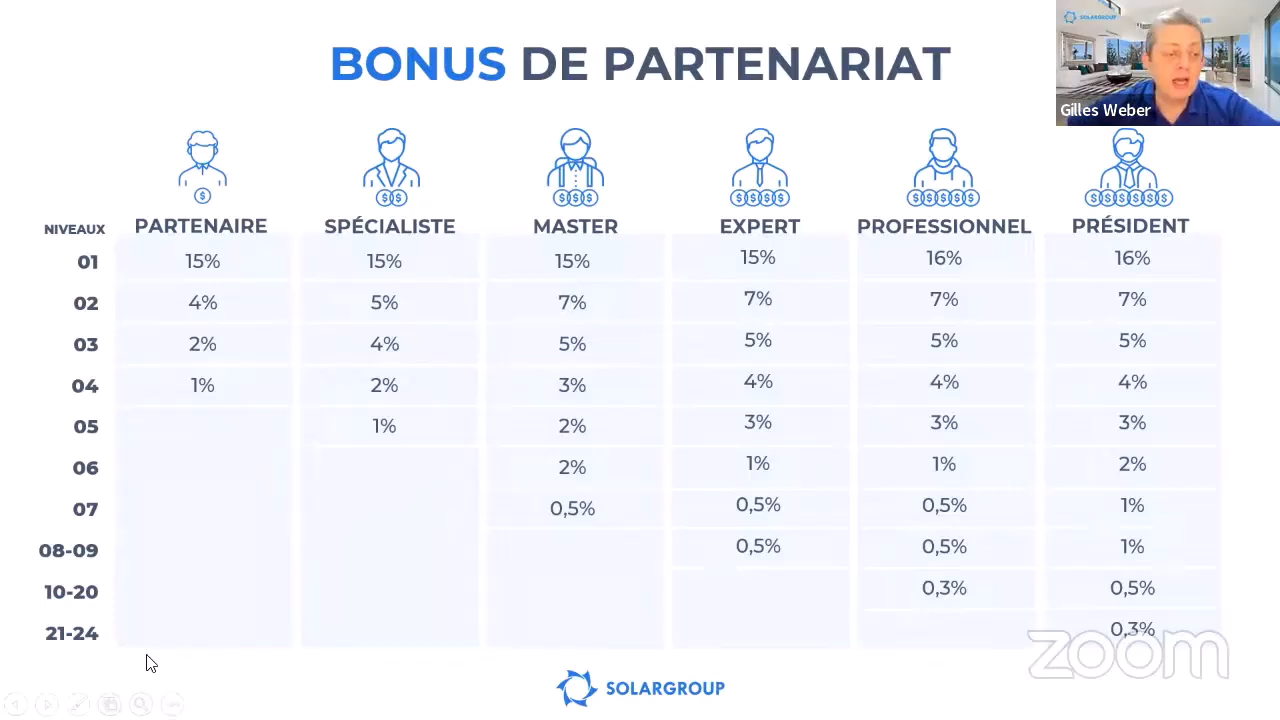 BONUS DE PARTENARIAT
SOLARGROUP
Gilles Weber
NIVEAUX PARTENAIRE SPÉCIALISTE MASTER EXPERT PROFESSIONNEL PRÉSIDENT
01 15% 15% 15% 15% 16% 16%
02 4% 5% 7% 7% 7% 7%
03 2% 4% 5% 5% 5% 5%
04 1% 2% 3% 4% 4% 4%
05 1% 2% 3% 3% 3%
06 2% 1% 1% 2%
07 0,5% 0,5% 0,5% 1%
08-09 0,5% 0,5% 1%
10-20 0,3% 0,5%
21-24 0,3%
zoom
SOLARGROUP